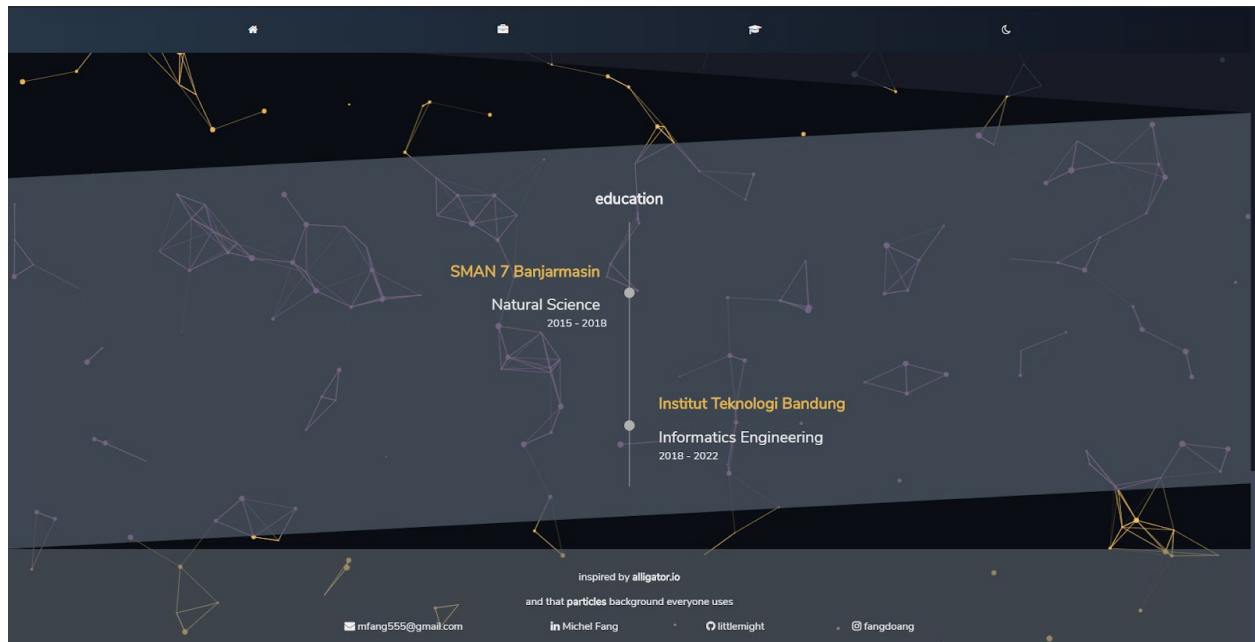 education
SMAN 7 Banjarmasin
Natural Science
2015 - 2018
Institut Teknologi Bandung
Informatics Engineering
2018 - 2022
inspired by alligator.io
and that particles background everyone uses
mfang555@gmail.com in Michel Fang littlemight fangdoang